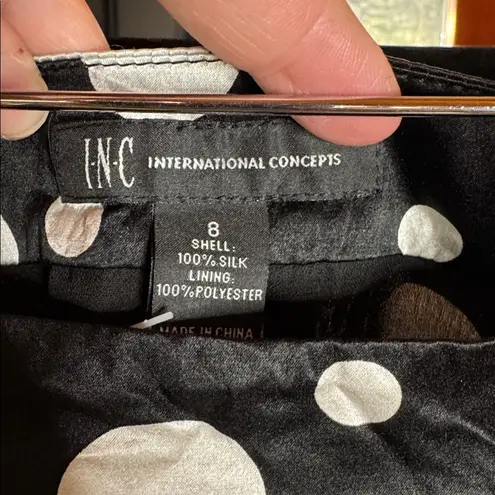 I·N·C INTERNATIONAL CONCEPTS
8
SHELL:
100% SILK
LINING:
100% POLYESTER
MADE IN CHINA